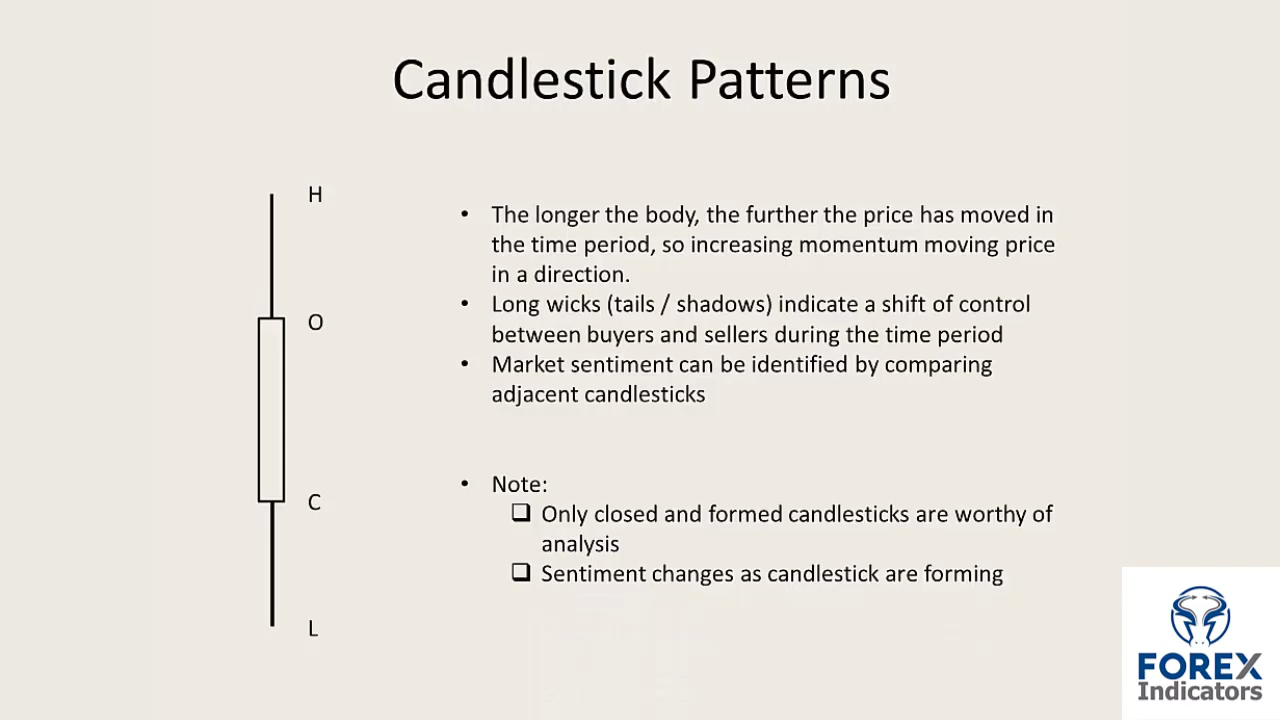 Candlestick Patterns
H
O
C
L
• The longer the body, the further the price has moved in
the time period, so increasing momentum moving price
in a direction.
• Long wicks (tails / shadows) indicate a shift of control
between buyers and sellers during the time period
• Market sentiment can be identified by comparing
adjacent candlesticks
• Note:
❑ Only closed and formed candlesticks are worthy of
analysis
❑ Sentiment changes as candlestick are forming
FOREX
Indicators